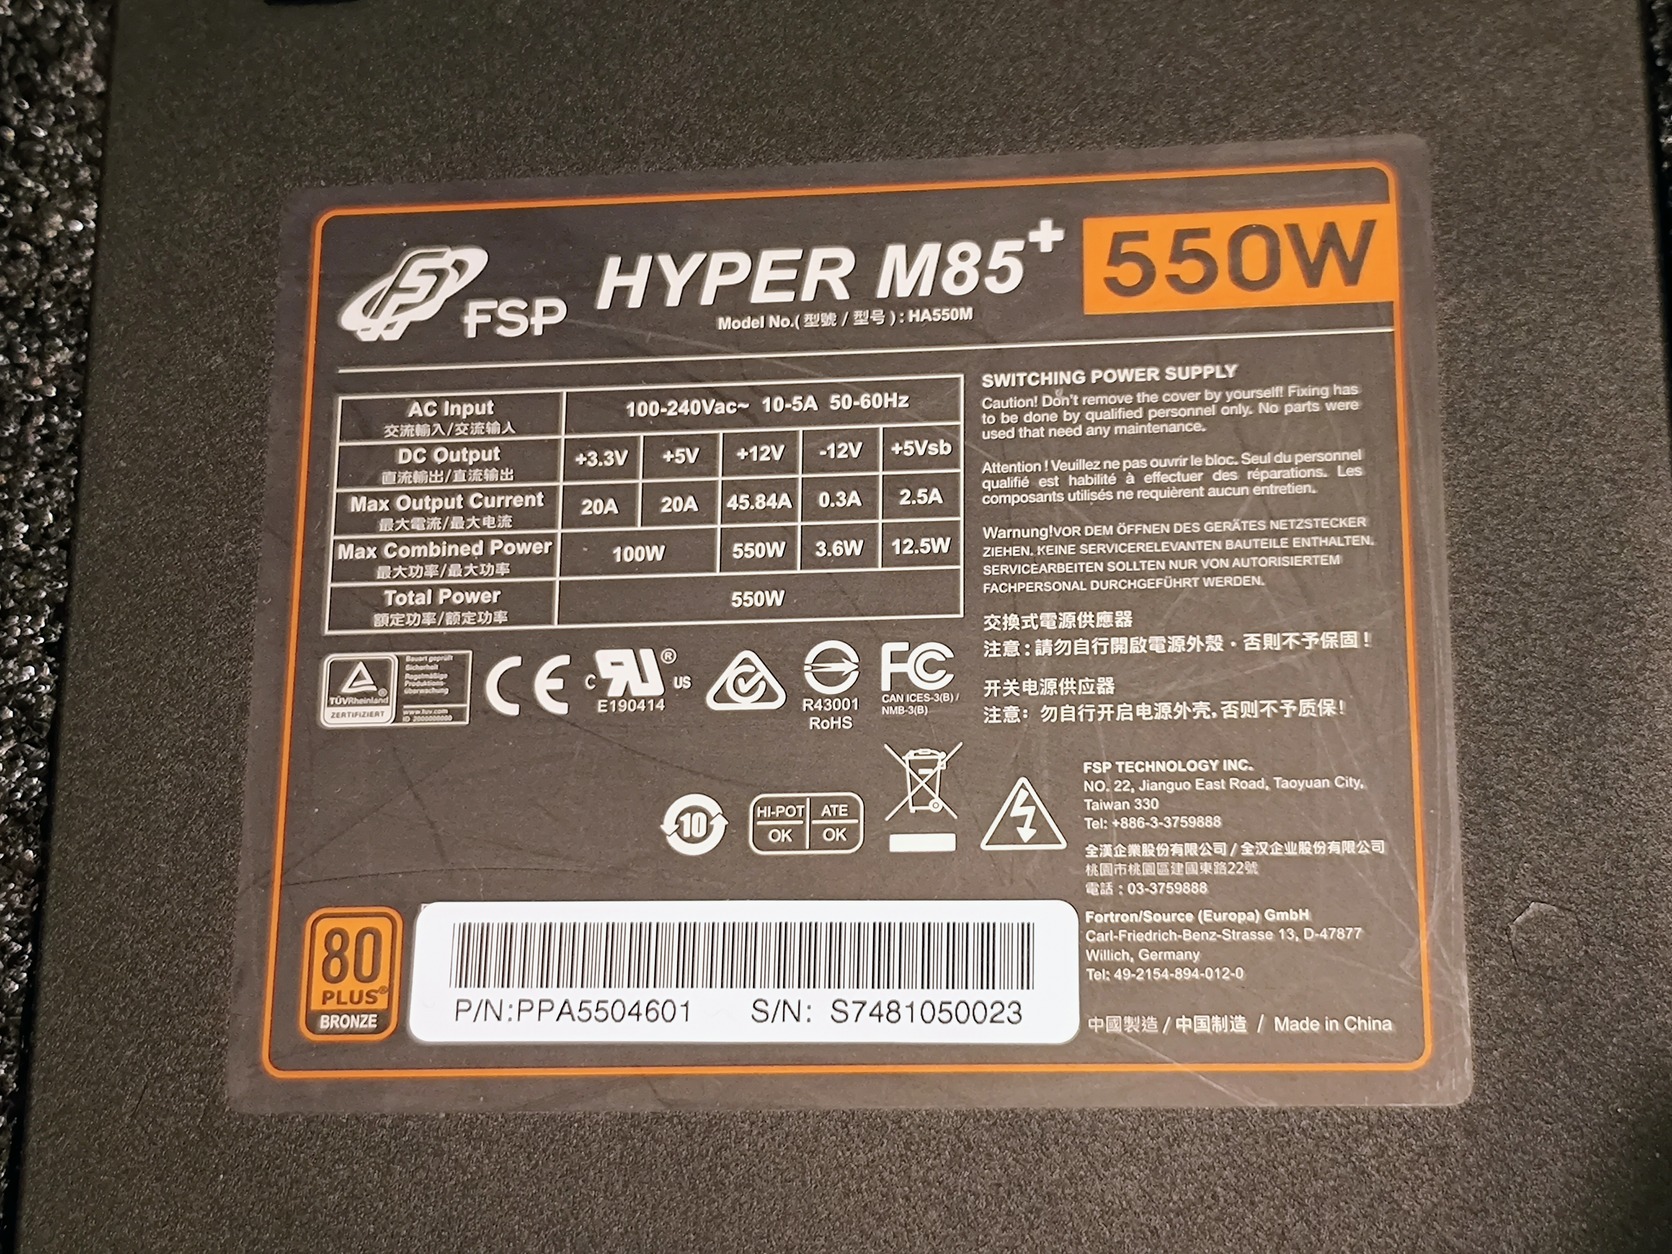 FSP
HYPER M85+
550W
Model No.(型號 / 型号) : HA550M
AC Input 100-240Vac~ 10-5A 50-60Hz
交流輸入/交流输入
DC Output +3.3V +5V +12V -12V +5Vsb
直流輸出/直流输出
Max Output Current 20A 20A 45.84A 0.3A 2.5A
最大電流/最大电流
Max Combined Power 100W 550W 3.6W 12.5W
最大功率/最大功率
Total Power 550W
額定功率/额定功率
SWITCHING POWER SUPPLY
Caution! Don't remove the cover by yourself! Fixing has
to be done by qualified personnel only. No parts were
used that need any maintenance.
Attention ! Veuillez ne pas ouvrir le bloc. Seul du personnel
qualifié est habilité à effectuer des réparations. Les
composants utilisés ne requièrent aucun entretien.
Warnung!VOR DEM ÖFFNEN DES GERÄTES NETZSTECKER
ZIEHEN. KEINE SERVICERELEVANTEN BAUTEILE ENTHALTEN.
SERVICEARBEITEN SOLLTEN NUR VON AUTORISIERTEM
FACHPERSONAL DURCHGEFÜHRT WERDEN.
交換式電源供應器
注意 : 請勿自行開啟電源外殼，否則不予保固 !
开关电源供应器
注意：勿自行开启电源外壳，否则不予质保!
TÜVRheinland
ZERTIFIZIERT
Bauart geprüft
Sicherheit
Regelmäßige
Produktions-
überwachung
www.tuv.com
ID 2000000000
CE
c RU ® US
E190414
R43001
RoHS
FC
CAN ICES-3(B) /
NMB-3(B)
10
HI-POT ATE
OK OK
FSP TECHNOLOGY INC.
NO. 22, Jianguo East Road, Taoyuan City,
Taiwan 330
Tel: +886-3-3759888
全漢企業股份有限公司 / 全汉企业股份有限公司
桃園市桃園區建國東路22號
電話 : 03-3759888
Fortron/Source (Europa) GmbH
Carl-Friedrich-Benz-Strasse 13, D-47877
Willich, Germany
Tel: 49-2154-894-012-0
中國製造 / 中国制造 / Made in China
80
PLUS®
BRONZE
P/N:PPA5504601 S/N: S7481050023